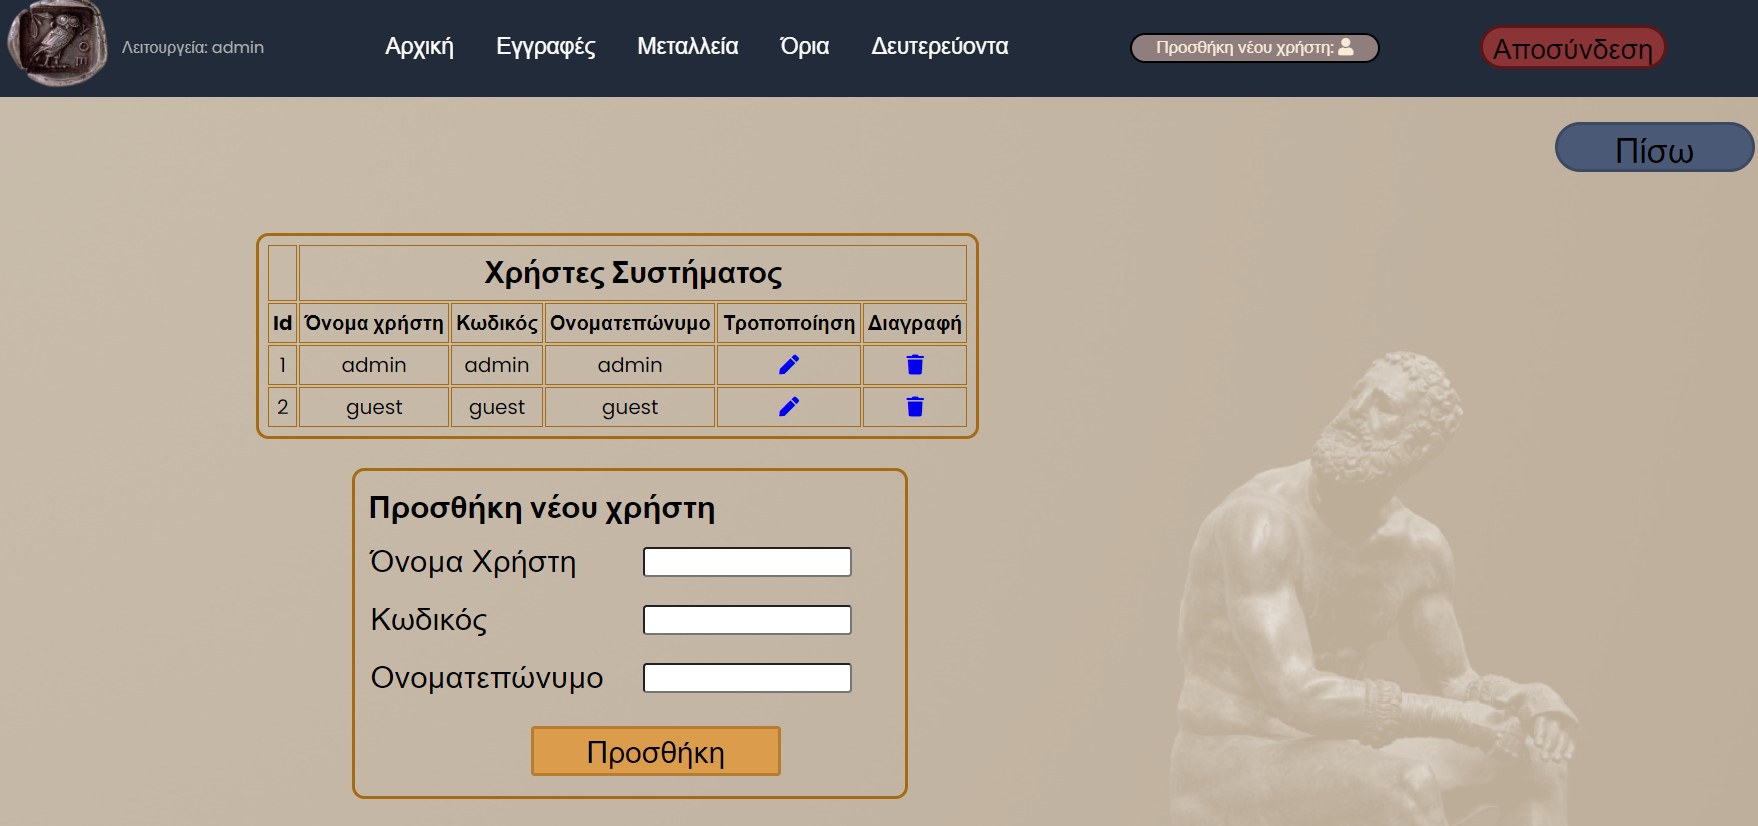 Λειτουργεία: admin
Αρχική Εγγραφές Μεταλλεία Όρια Δευτερεύοντα
Προσθήκη νέου χρήστη:
Αποσύνδεση
Πίσω
Χρήστες Συστήματος
Id Όνομα χρήστη Κωδικός Ονοματεπώνυμο Τροποποίηση Διαγραφή
1 admin admin admin
2 guest guest guest
Προσθήκη νέου χρήστη
Όνομα Χρήστη
Κωδικός
Ονοματεπώνυμο
Προσθήκη